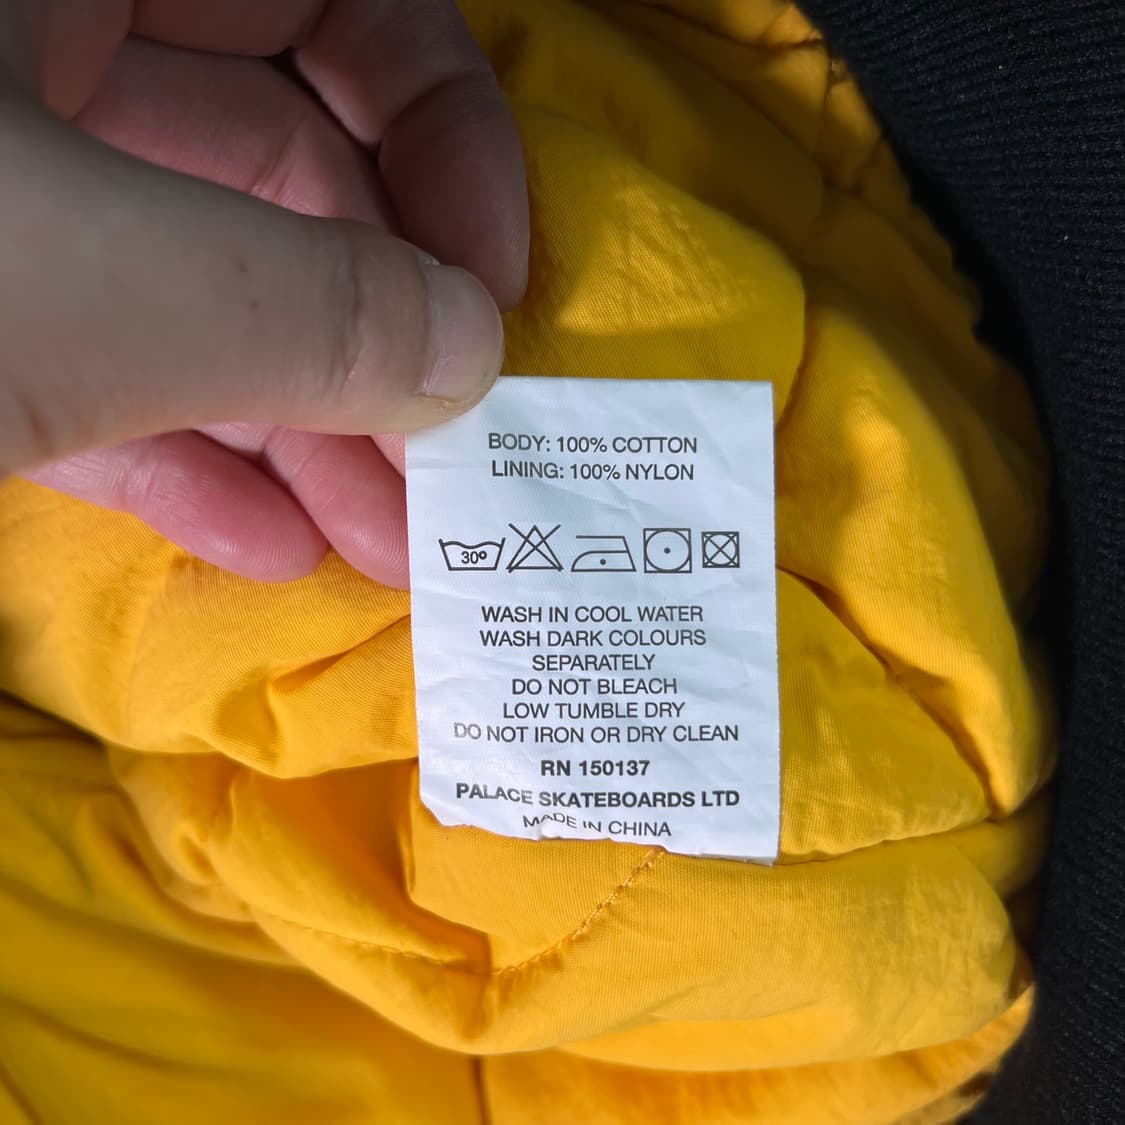 BODY: 100% COTTON
LINING: 100% NYLON
30º
WASH IN COOL WATER
WASH DARK COLOURS
SEPARATELY
DO NOT BLEACH
LOW TUMBLE DRY
DO NOT IRON OR DRY CLEAN
RN 150137
PALACE SKATEBOARDS LTD
MADE IN CHINA